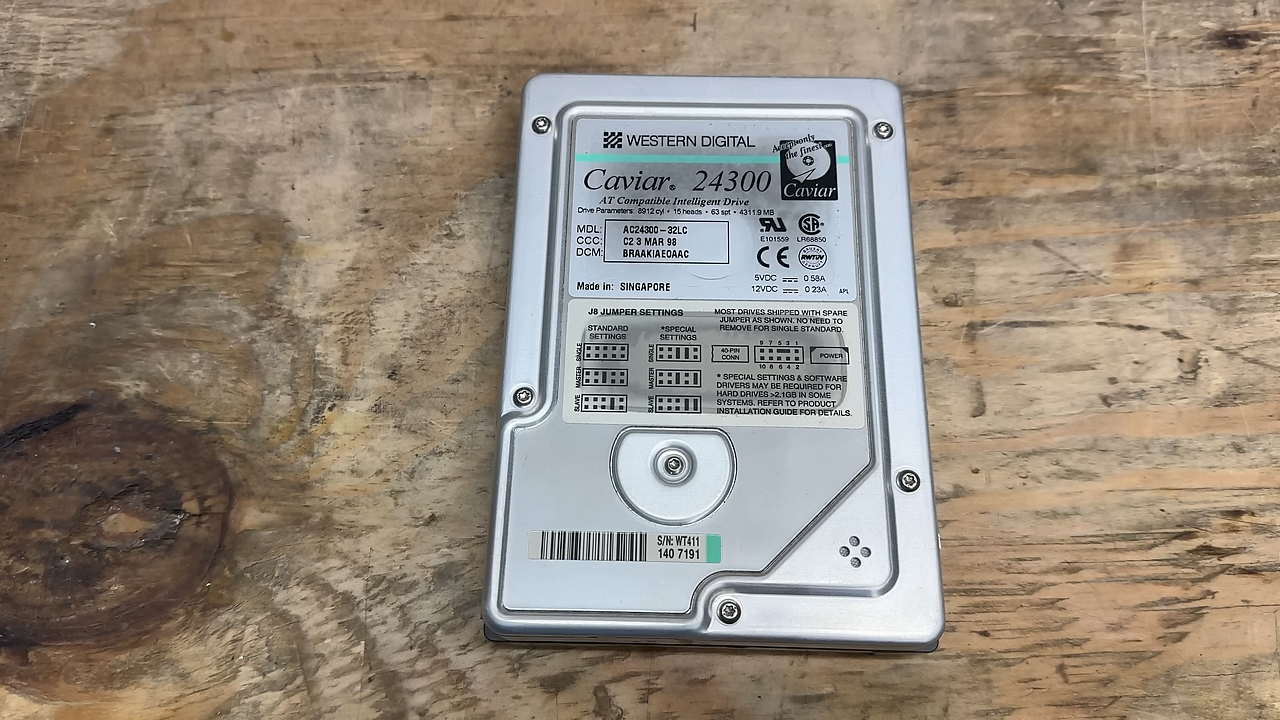 WESTERN DIGITAL
Accept only
the finest...
Caviar
Caviar® 24300
AT Compatible Intelligent Drive
Drive Parameters: 8912 cyl • 15 heads • 63 spt • 4311.9 MB
MDL: AC24300-32LC
CCC: C2 3 MAR 98
DCM: BRAAKIAEOAAC
E101559 LR68850
5VDC 0.58A
12VDC 0.23A
APL
Made in: SINGAPORE
J8 JUMPER SETTINGS
STANDARD
SETTINGS
*SPECIAL
SETTINGS
SINGLE
MASTER
SLAVE
SINGLE
MASTER
SLAVE
MOST DRIVES SHIPPED WITH SPARE
JUMPER AS SHOWN. NO NEED TO
REMOVE FOR SINGLE STANDARD.
40-PIN
CONN
9 7 5 3 1
10 8 6 4 2
POWER
* SPECIAL SETTINGS & SOFTWARE
DRIVERS MAY BE REQUIRED FOR
HARD DRIVES >2.1GB IN SOME
SYSTEMS. REFER TO PRODUCT
INSTALLATION GUIDE FOR DETAILS.
S/N: WT411
140 7191